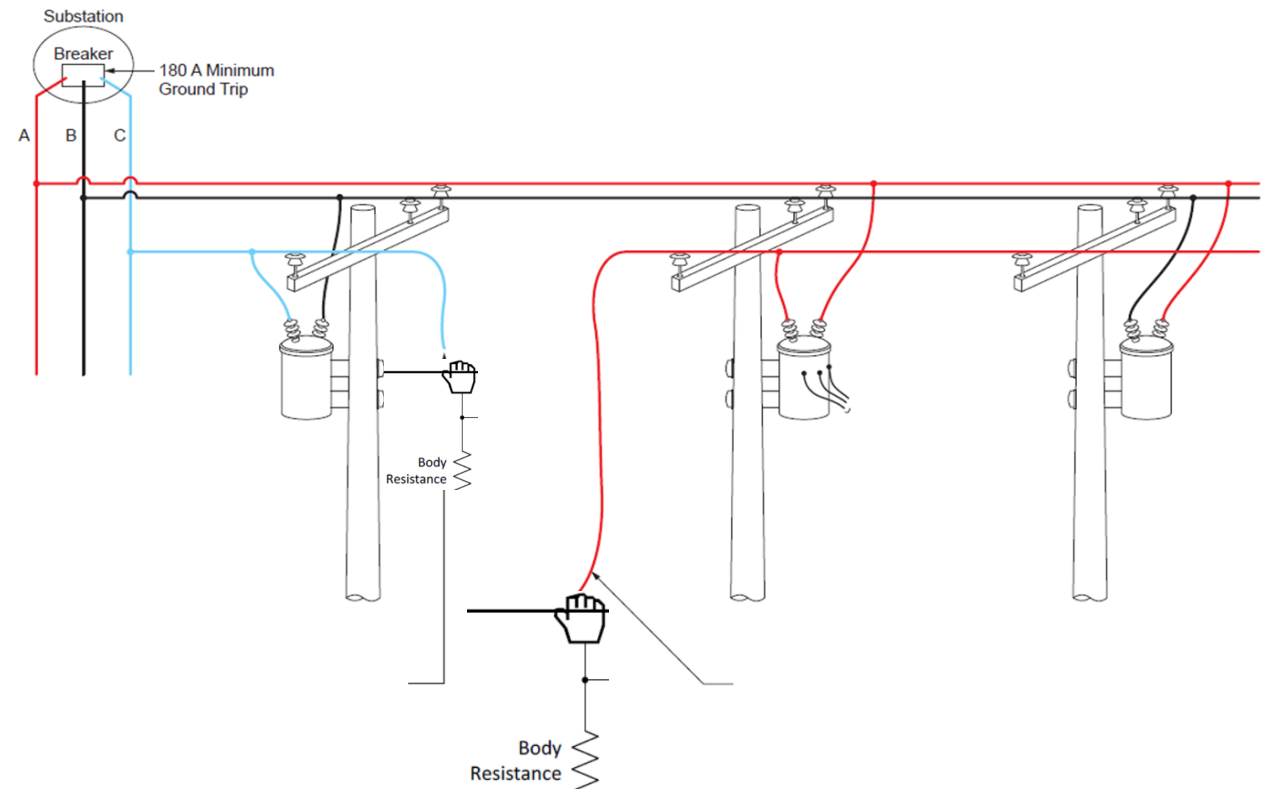 Substation
Breaker
180 A Minimum
Ground Trip
A
B
C
Body
Resistance
Body
Resistance